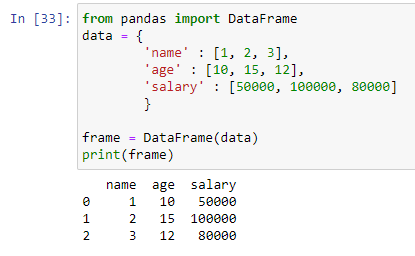 In [33]: from pandas import DataFrame
data = {
        'name' : [1, 2, 3],
        'age' : [10, 15, 12],
        'salary' : [50000, 100000, 80000]
        }

frame = DataFrame(data)
print(frame)

   name  age  salary
0     1   10   50000
1     2   15  100000
2     3   12   80000